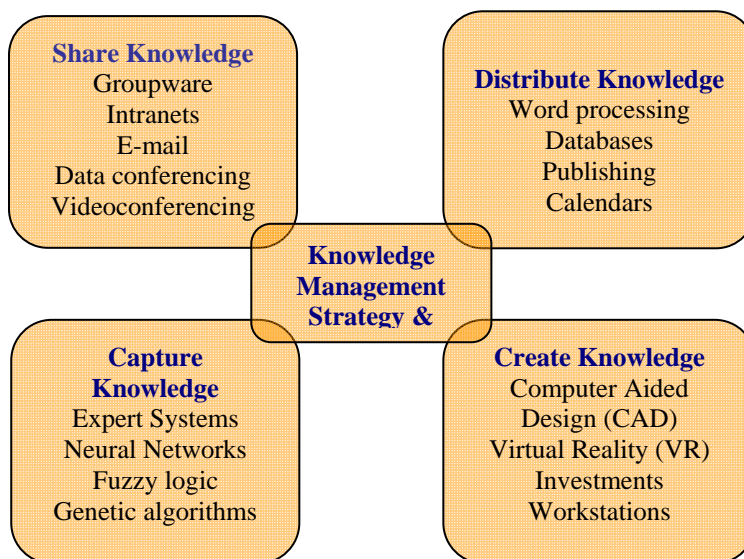 Share Knowledge
Groupware
Intranets
E-mail
Data conferencing
Videoconferencing
Distribute Knowledge
Word processing
Databases
Publishing
Calendars
Knowledge
Management
Strategy &
Capture
Knowledge
Expert Systems
Neural Networks
Fuzzy logic
Genetic algorithms
Create Knowledge
Computer Aided
Design (CAD)
Virtual Reality (VR)
Investments
Workstations